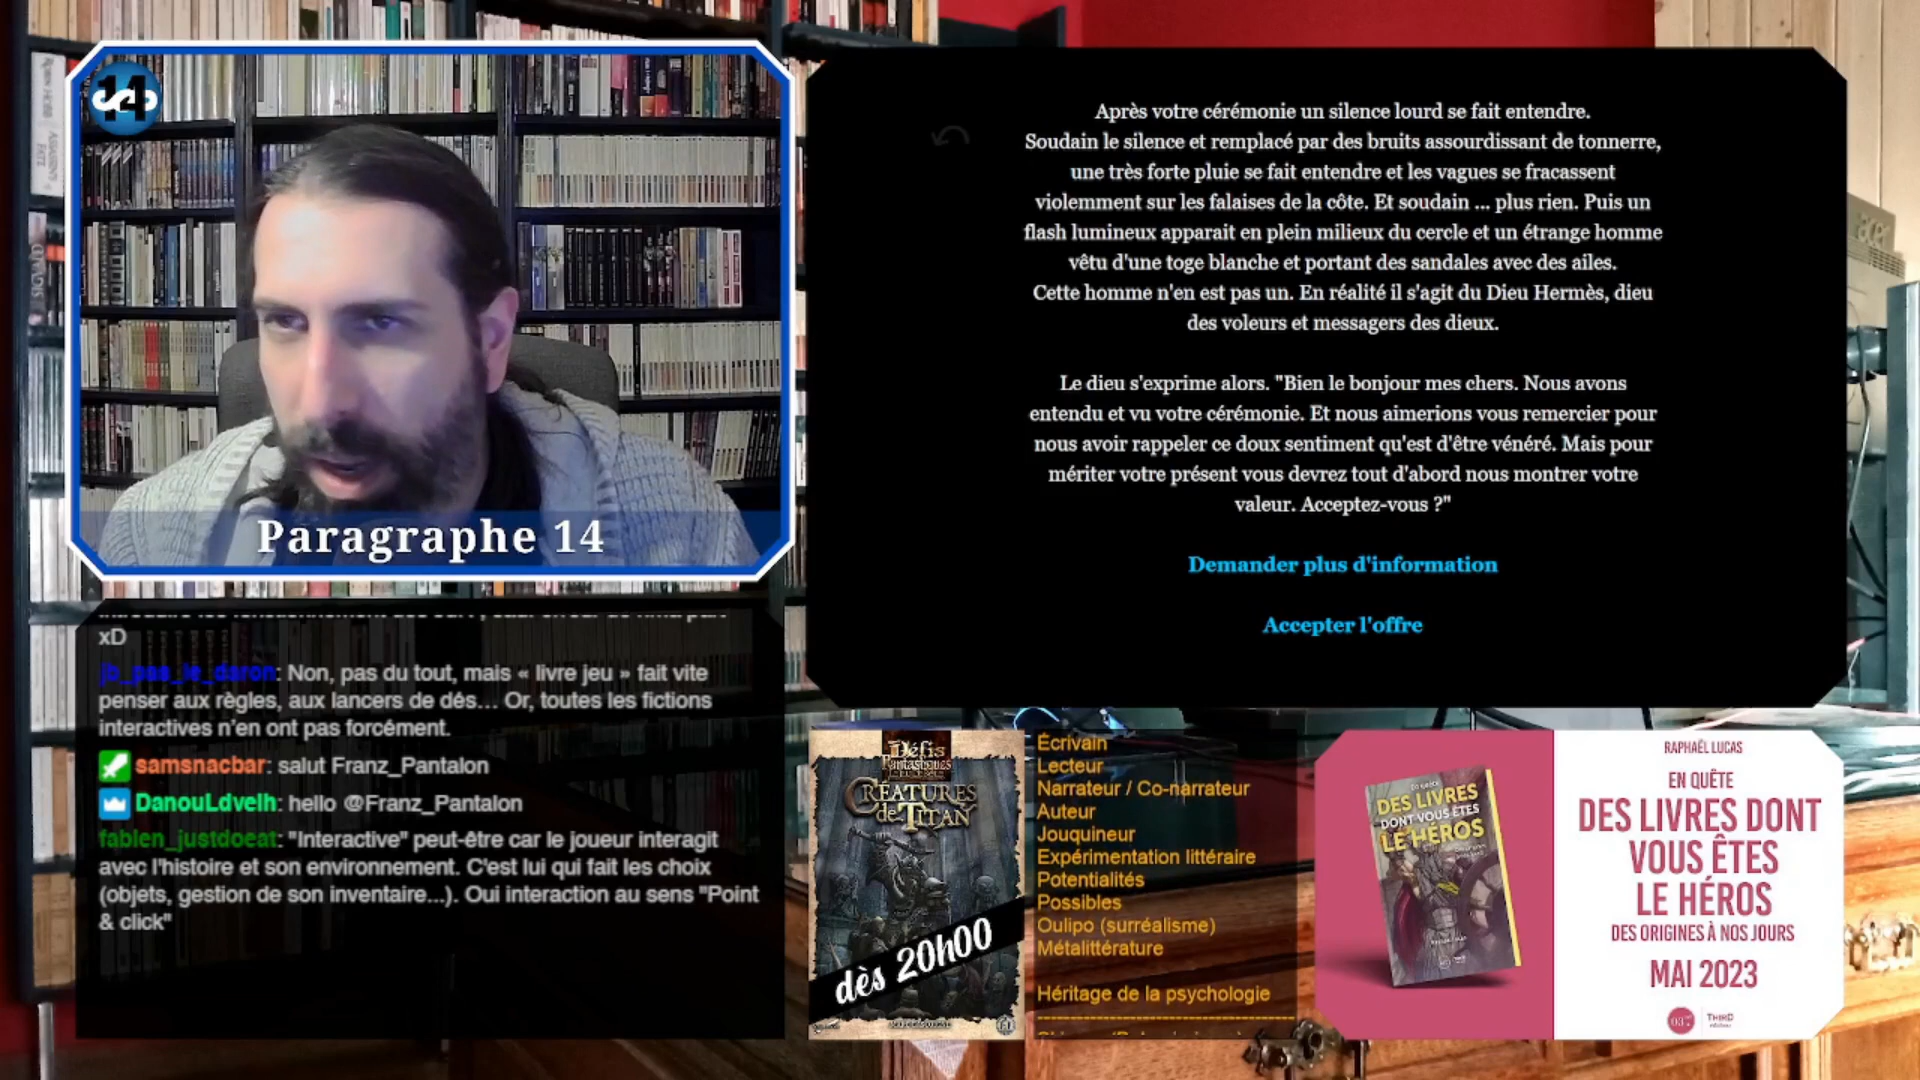 14
Paragraphe 14
Après votre cérémonie un silence lourd se fait entendre.
Soudain le silence et remplacé par des bruits assourdissant de tonnerre,
une très forte pluie se fait entendre et les vagues se fracassent
violemment sur les falaises de la côte. Et soudain ... plus rien. Puis un
flash lumineux apparait en plein milieu du cercle et un étrange homme
vêtu d'une toge blanche et portant des sandales avec des ailes.
Cette homme n'en est pas un. En réalité il s'agit du Dieu Hermès, dieu
des voleurs et messagers des dieux.
Le dieu s'exprime alors. "Bien le bonjour mes chers. Nous avons
entendu et vu votre cérémonie. Et nous aimerions vous remercier pour
nous avoir rappeler ce doux sentiment qu'est d'être vénéré. Mais pour
mériter votre présent vous devrez tout d'abord nous montrer votre
valeur. Acceptez-vous ?"
Demander plus d'information
Accepter l'offre
xD
jb_pas_le_daron: Non, pas du tout, mais « livre jeu » fait vite
penser aux règles, aux lancers de dés... Or, toutes les fictions
interactives n'en ont pas forcément.
samsnacbar: salut Franz_Pantalon
DanouLdvelh: hello @Franz_Pantalon
fabien_justdoeat: "Interactive" peut-être car le joueur interagit
avec l'histoire et son environnement. C'est lui qui fait les choix
(objets, gestion de son inventaire...). Oui interaction au sens "Point
& click"
Défis
Fantastiques
CRÉATURES
de TITAN
dès 20h00
Écrivain
Lecteur
Narrateur / Co-narrateur
Auteur
Jouquineur
Expérimentation littéraire
Potentialités
Possibles
Oulipo (surréalisme)
Métalittérature
Héritage de la psychologie
DES LIVRES
DONT VOUS ÊTES
LE HÉROS
RAPHAËL LUCAS
EN QUÊTE
DES LIVRES DONT
VOUS ÊTES
LE HÉROS
DES ORIGINES À NOS JOURS
MAI 2023
THIRD